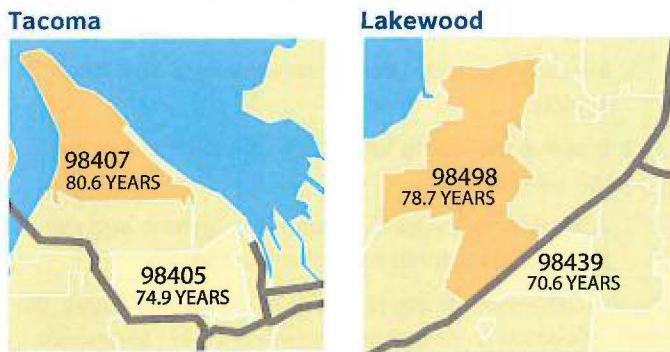 Tacoma
98407
80.6 YEARS
98405
74.9 YEARS
Lakewood
98498
78.7 YEARS
98439
70.6 YEARS